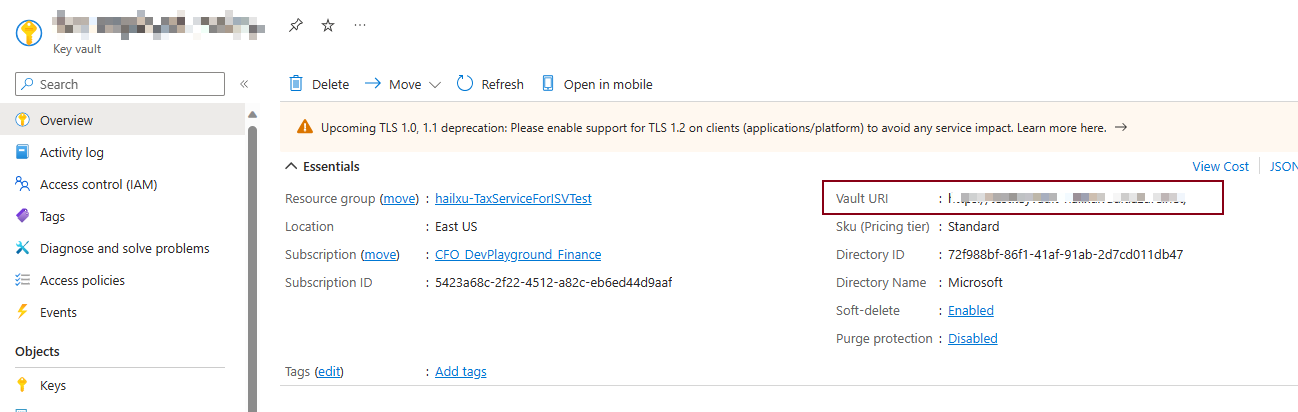 Key vault
Search
Delete Move Refresh Open in mobile
Overview
Activity log
Access control (IAM)
Tags
Diagnose and solve problems
Access policies
Events
Objects
Keys
Upcoming TLS 1.0, 1.1 deprecation: Please enable support for TLS 1.2 on clients (applications/platform) to avoid any service impact. Learn more here.
Essentials
View Cost JSON
Resource group (move) : hailxu-TaxServiceForISVTest
Location : East US
Subscription (move) : CFO_DevPlayground_Finance
Subscription ID : 5423a68c-2f22-4512-a82c-eb6ed44d9aaf
Vault URI :
Sku (Pricing tier) : Standard
Directory ID : 72f988bf-86f1-41af-91ab-2d7cd011db47
Directory Name : Microsoft
Soft-delete : Enabled
Purge protection : Disabled
Tags (edit) : Add tags